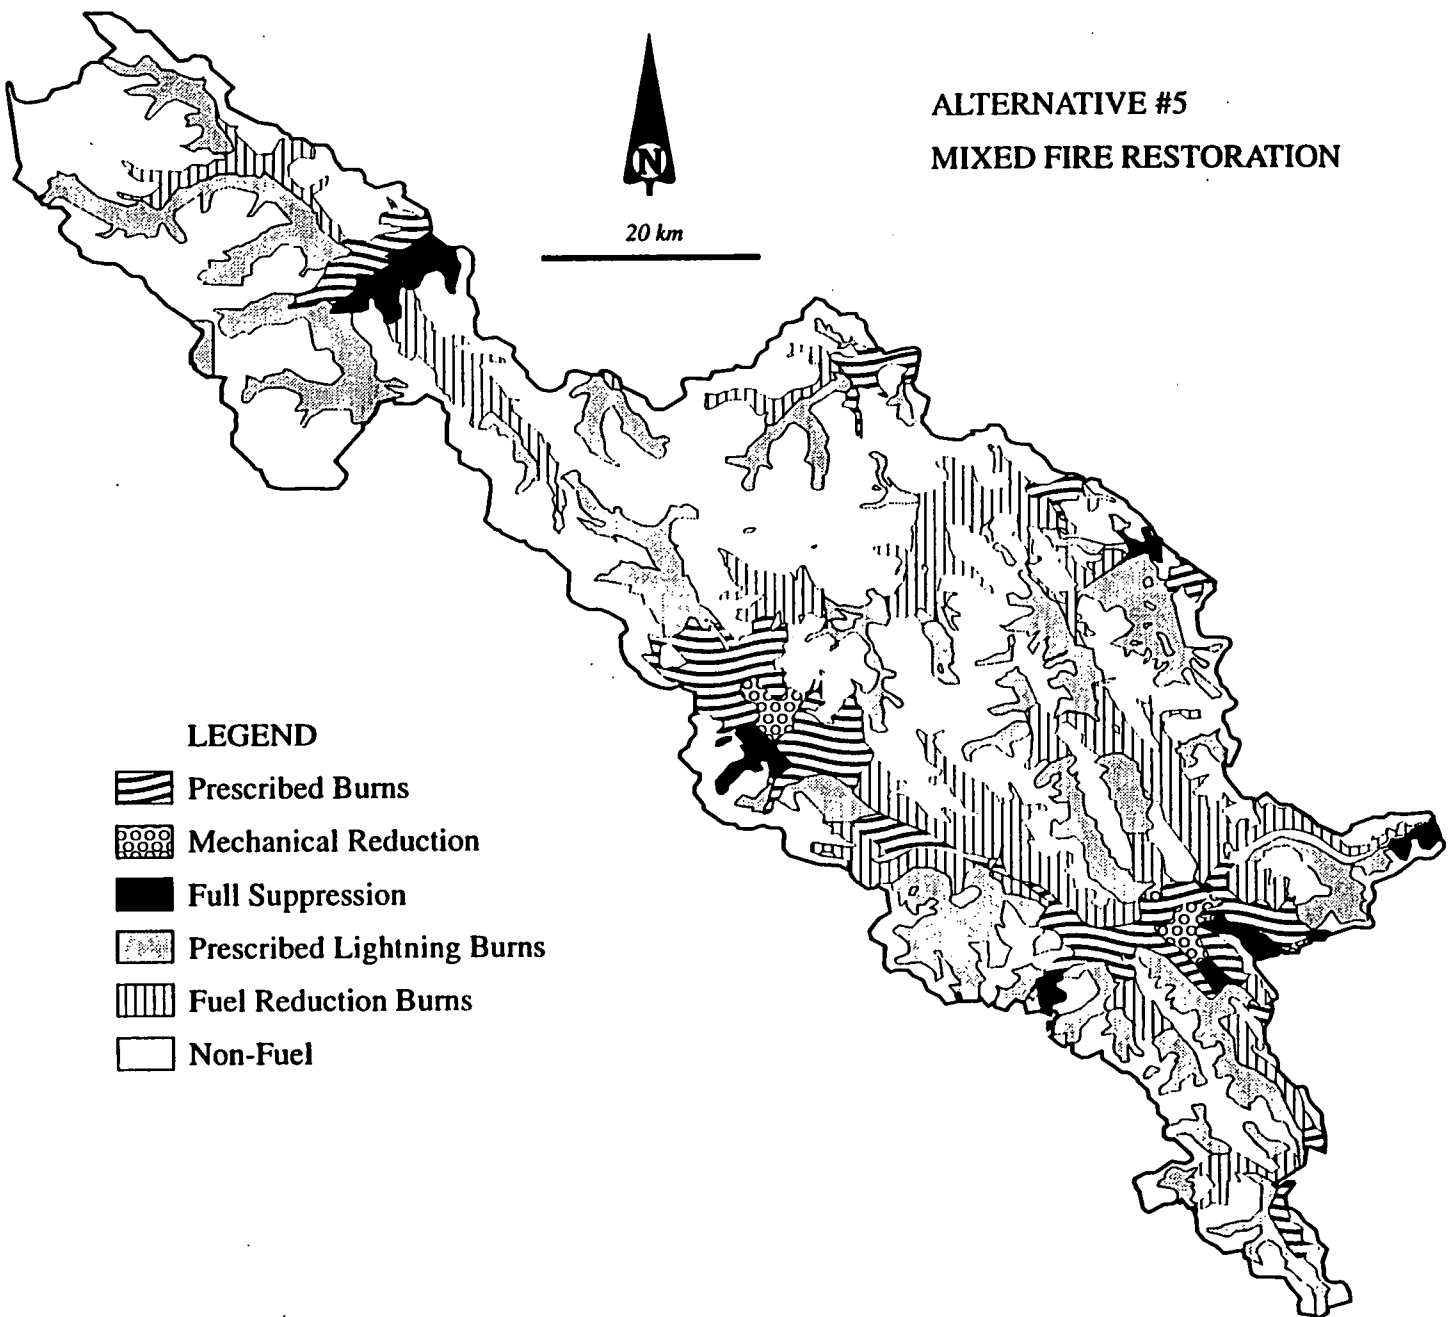 ALTERNATIVE #5
MIXED FIRE RESTORATION
N
20 km
LEGEND
Prescribed Burns
Mechanical Reduction
Full Suppression
Prescribed Lightning Burns
Fuel Reduction Burns
Non-Fuel